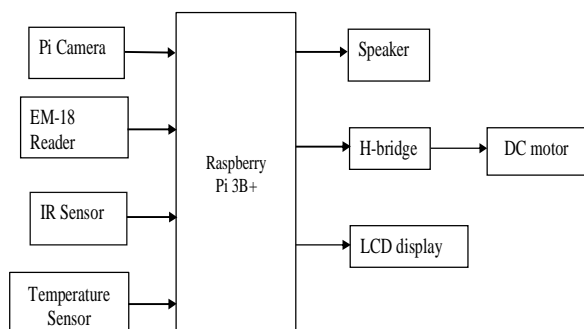 Pi Camera
EM-18
Reader
IR Sensor
Temperature
Sensor
Raspberry
Pi 3B+
Speaker
H-bridge
DC motor
LCD display